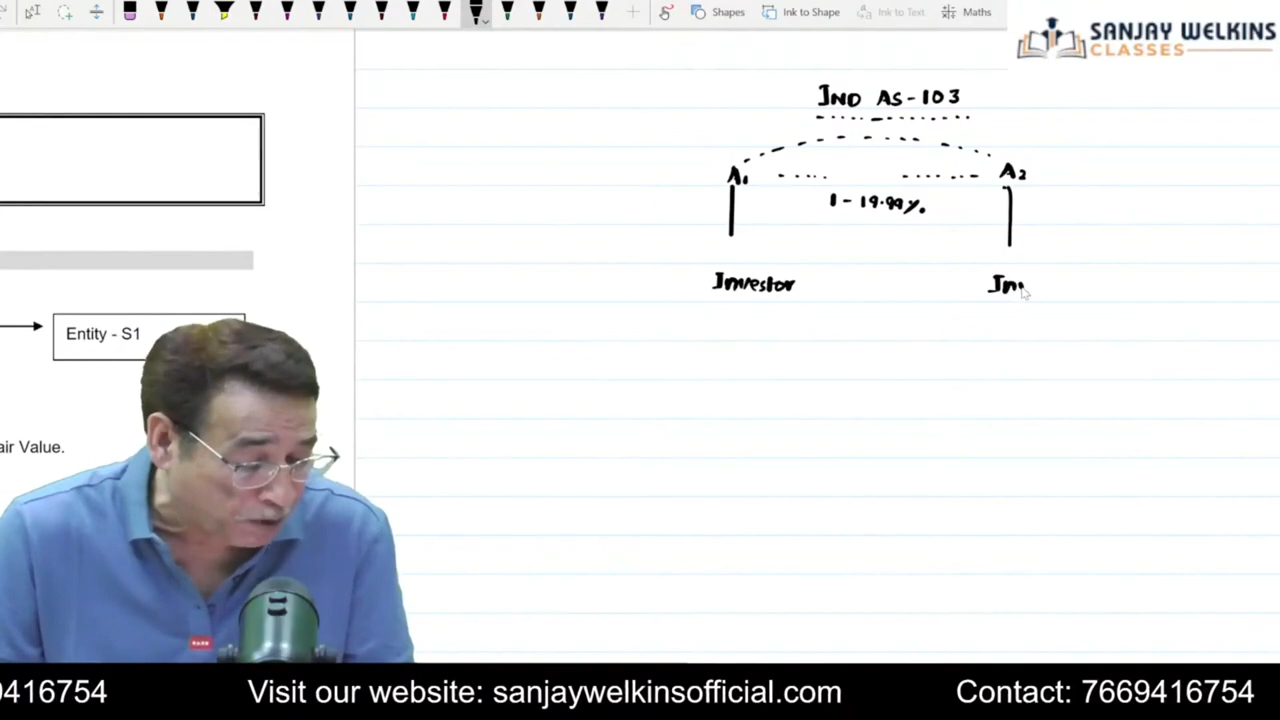 Shapes Ink to Shape Ink to Text Maths
SANJAY WELKINS
CLASSES
IND AS-103
A1 A2
1 - 19.99%
Investor Inv
Entity - S1
air Value.
9416754 Visit our website: sanjaywelkinsofficial.com Contact: 7669416754